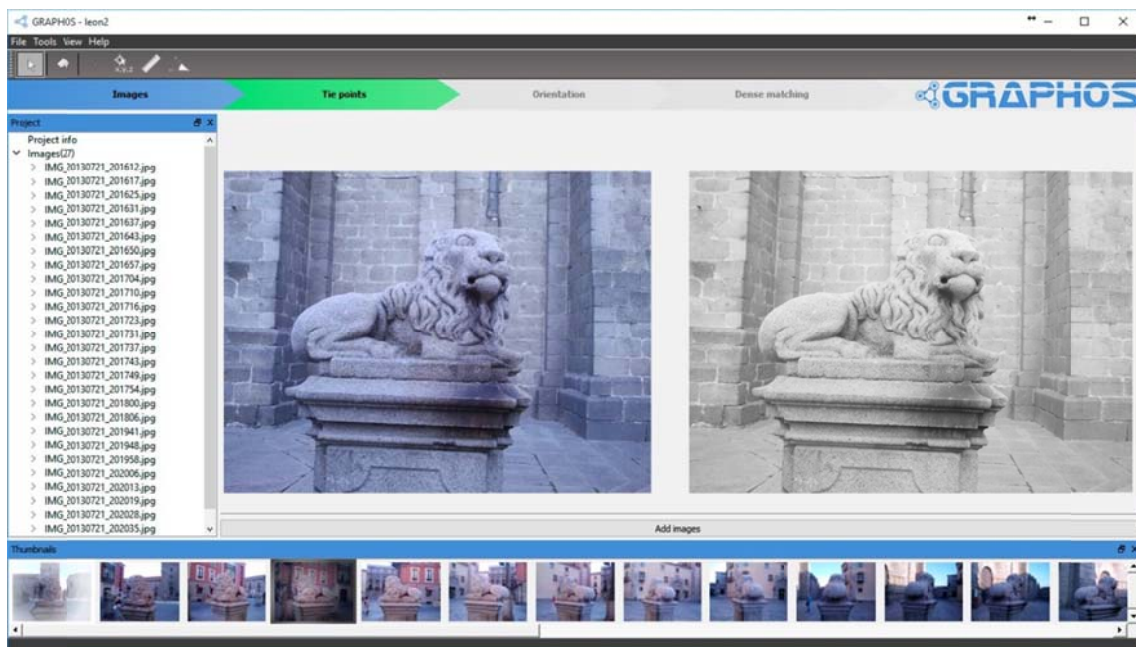 GRAPHOS - leon2
File Tools View Help
x,y,z
Images Tie points Orientation Dense matching GRAPHOS
Project
Project info
Images(27)
IMG_20130721_201612.jpg
IMG_20130721_201617.jpg
IMG_20130721_201625.jpg
IMG_20130721_201631.jpg
IMG_20130721_201637.jpg
IMG_20130721_201643.jpg
IMG_20130721_201650.jpg
IMG_20130721_201657.jpg
IMG_20130721_201704.jpg
IMG_20130721_201710.jpg
IMG_20130721_201716.jpg
IMG_20130721_201723.jpg
IMG_20130721_201731.jpg
IMG_20130721_201737.jpg
IMG_20130721_201743.jpg
IMG_20130721_201749.jpg
IMG_20130721_201754.jpg
IMG_20130721_201800.jpg
IMG_20130721_201806.jpg
IMG_20130721_201941.jpg
IMG_20130721_201948.jpg
IMG_20130721_201958.jpg
IMG_20130721_202006.jpg
IMG_20130721_202013.jpg
IMG_20130721_202019.jpg
IMG_20130721_202028.jpg
IMG_20130721_202035.jpg
Add images
Thumbnails